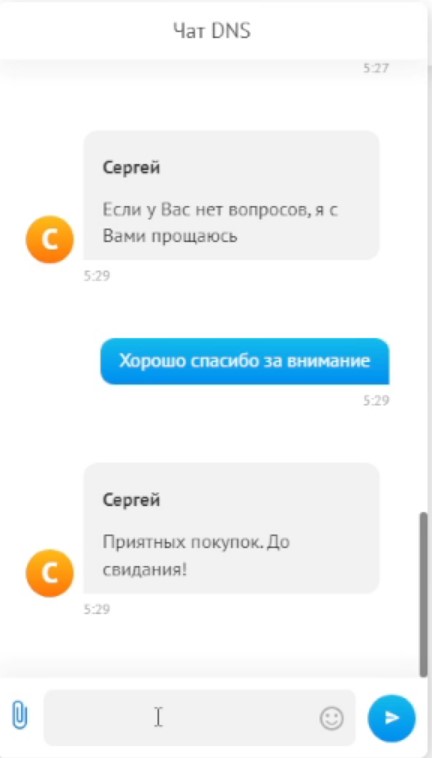 Чат DNS
5:27
Сергей
Если у Вас нет вопросов, я с
Вами прощаюсь
С
5:29
Хорошо спасибо за внимание
5:29
Сергей
Приятных покупок. До
свидания!
С
5:29